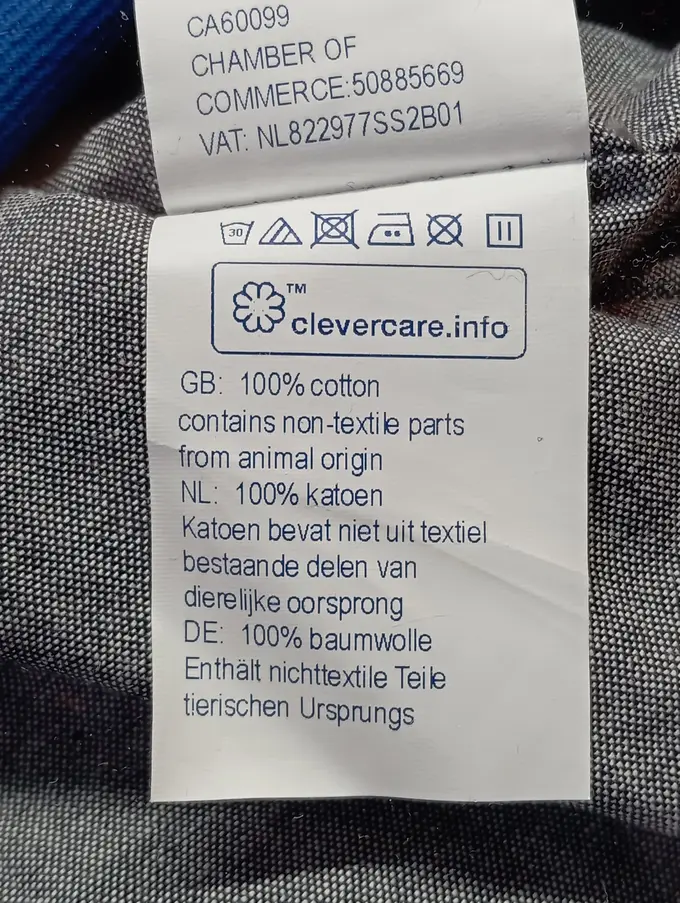 CA60099
CHAMBER OF
COMMERCE:50885669
VAT: NL822977SS2B01
30
TM
clevercare.info
GB: 100% cotton
contains non-textile parts
from animal origin
NL: 100% katoen
Katoen bevat niet uit textiel
bestaande delen van
dierelijke oorsprong
DE: 100% baumwolle
Enthält nichttextile Teile
tierischen Ursprungs